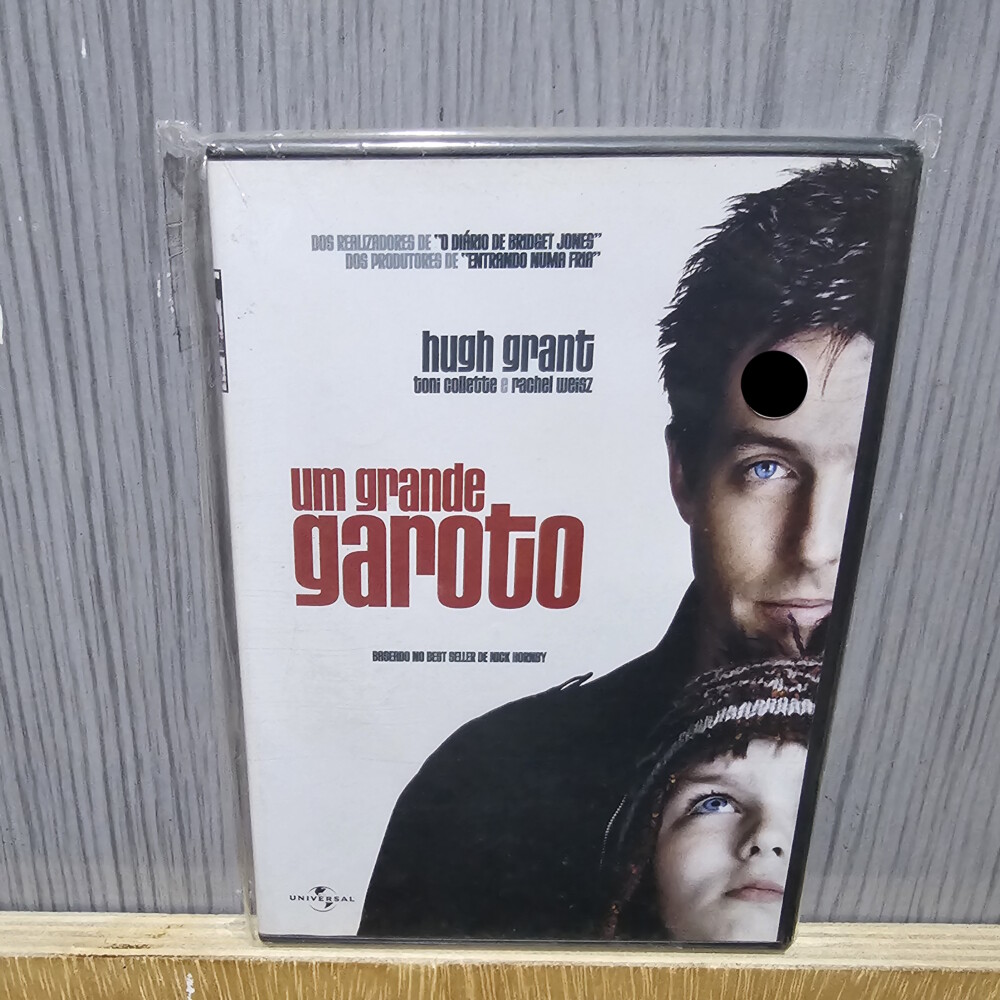 DOS REALIZADORES DE "O DIÁRIO DE BRIDGET JONES"
DOS PRODUTORES DE "ENTRANDO NUMA FRIA"
hugh grant
toni collette e rachel weisz
um grande
garoto
BASEADO NO BEST SELLER DE NICK HORNBY
UNIVERSAL